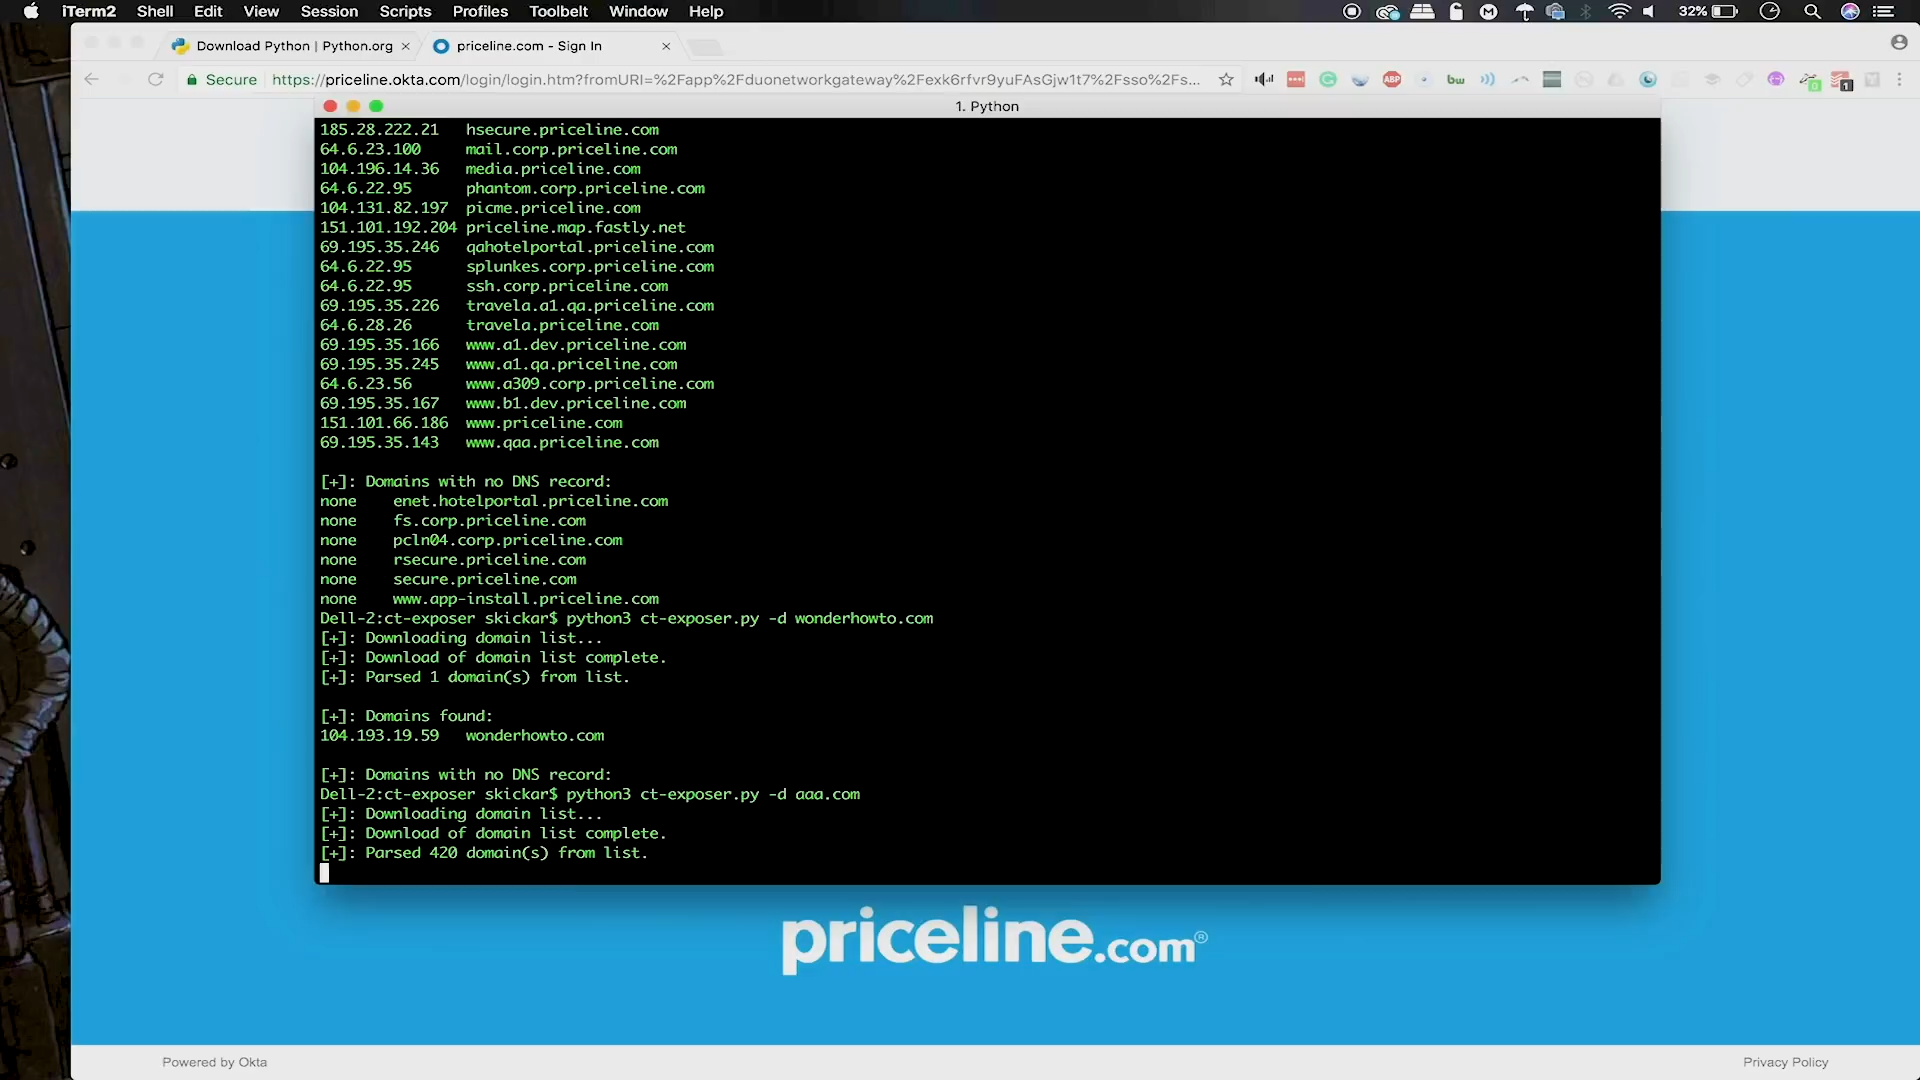 iTerm2 Shell Edit View Session Scripts Profiles Toolbelt Window Help 32%
Download Python | Python.org priceline.com - Sign In
Secure https://priceline.okta.com/login/login.htm?fromURI=%2Fapp%2Fduonetworkgateway%2Fexk6rfvr9yuFAsGjw1t7%2Fsso%2Fs...
1. Python
185.28.222.21 hsecure.priceline.com
64.6.23.100 mail.corp.priceline.com
104.196.14.36 media.priceline.com
64.6.22.95 phantom.corp.priceline.com
104.131.82.197 picme.priceline.com
151.101.192.204 priceline.map.fastly.net
69.195.35.246 qahotelportal.priceline.com
64.6.22.95 splunkes.corp.priceline.com
64.6.22.95 ssh.corp.priceline.com
69.195.35.226 travela.a1.qa.priceline.com
64.6.28.26 travela.priceline.com
69.195.35.166 www.a1.dev.priceline.com
69.195.35.245 www.a1.qa.priceline.com
64.6.23.56 www.a309.corp.priceline.com
69.195.35.167 www.b1.dev.priceline.com
151.101.66.186 www.priceline.com
69.195.35.143 www.qaa.priceline.com
[+]: Domains with no DNS record:
none enet.hotelportal.priceline.com
none fs.corp.priceline.com
none pcln04.corp.priceline.com
none rsecure.priceline.com
none secure.priceline.com
none www.app-install.priceline.com
Dell-2:ct-exposer skickar$ python3 ct-exposer.py -d wonderhowto.com
[+]: Downloading domain list...
[+]: Download of domain list complete.
[+]: Parsed 1 domain(s) from list.
[+]: Domains found:
104.193.19.59 wonderhowto.com
[+]: Domains with no DNS record:
Dell-2:ct-exposer skickar$ python3 ct-exposer.py -d aaa.com
[+]: Downloading domain list...
[+]: Download of domain list complete.
[+]: Parsed 420 domain(s) from list.
priceline.com®
Powered by Okta Privacy Policy